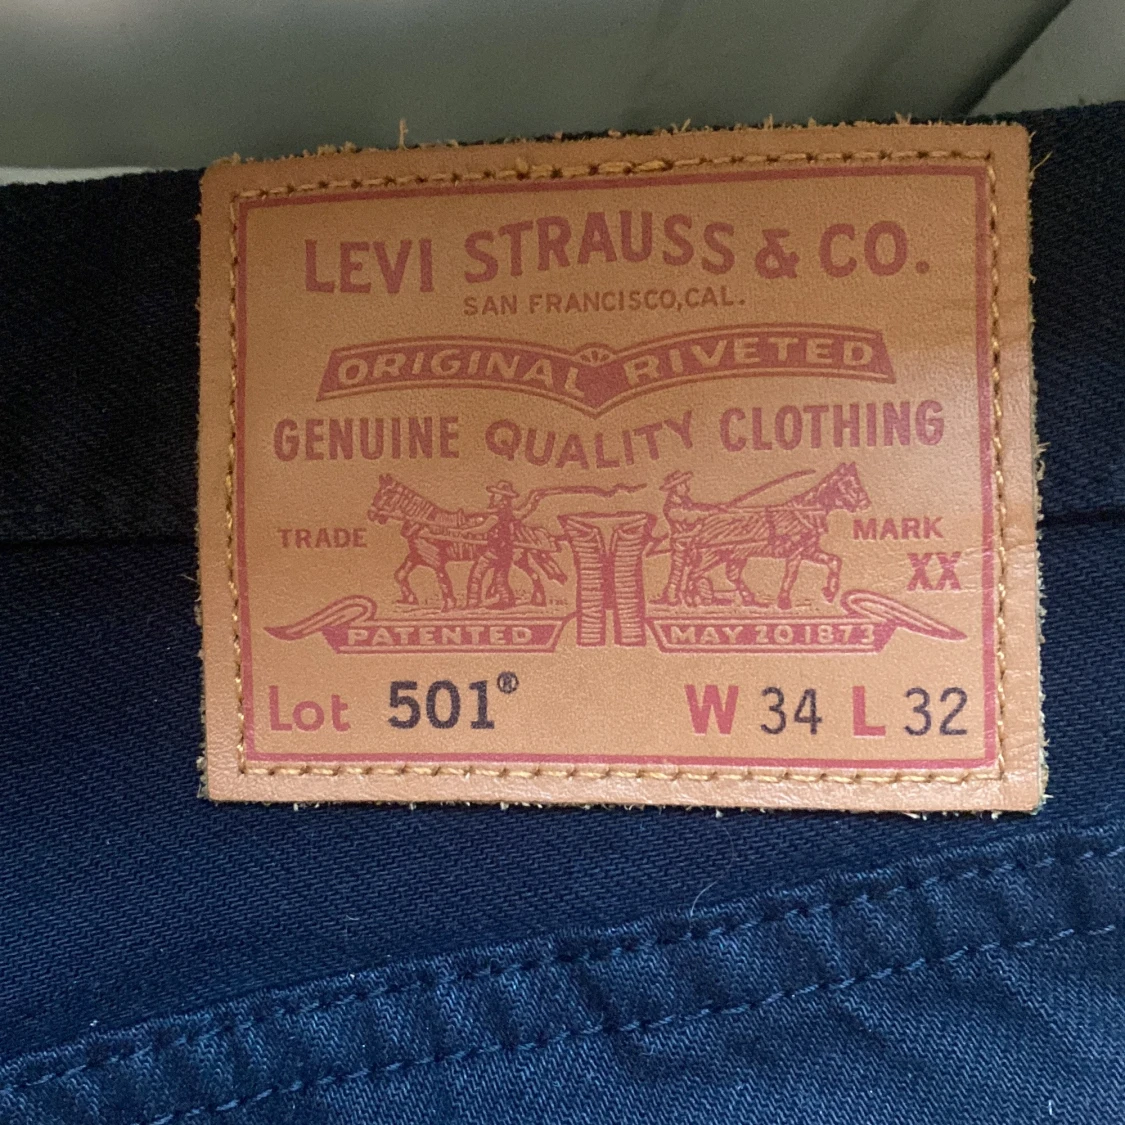 LEVI STRAUSS & CO.
SAN FRANCISCO,CAL.
ORIGINAL RIVETED
GENUINE QUALITY CLOTHING
TRADE MARK
XX
PATENTED MAY 20.1873
Lot 501® W 34 L 32